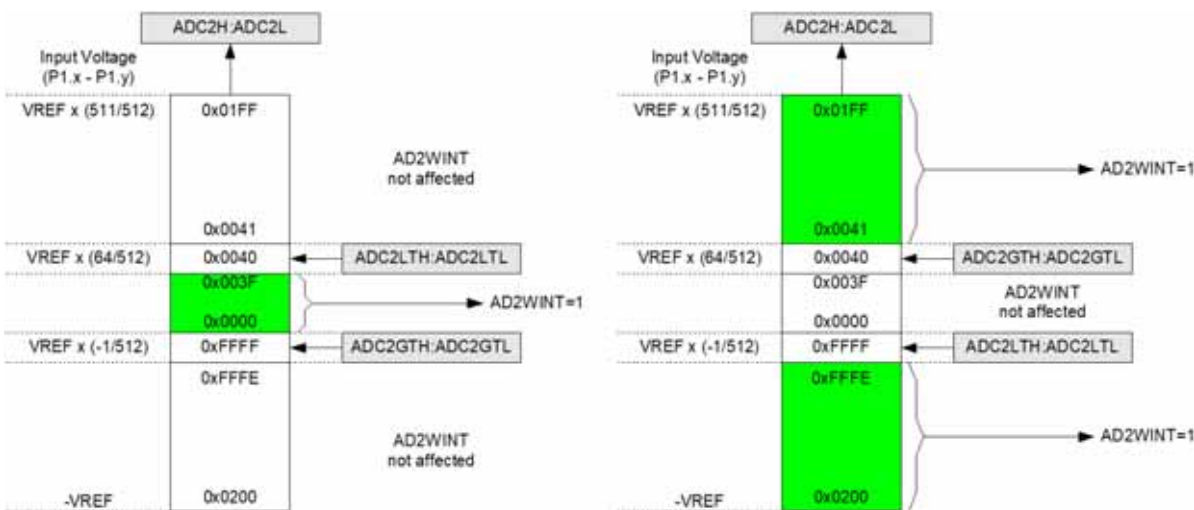 ADC2H:ADC2L
Input Voltage
(P1.x - P1.y)
VREF x (511/512)
0x01FF
AD2WINT
not affected
0x0041
VREF x (64/512)
0x0040
ADC2LTH:ADC2LTL
0x003F
AD2WINT=1
0x0000
VREF x (-1/512)
0xFFFF
ADC2GTH:ADC2GTL
0xFFFE
AD2WINT
not affected
-VREF
0x0200
ADC2H:ADC2L
Input Voltage
(P1.x - P1.y)
VREF x (511/512)
0x01FF
AD2WINT=1
0x0041
VREF x (64/512)
0x0040
ADC2GTH:ADC2GTL
0x003F
AD2WINT
not affected
0x0000
VREF x (-1/512)
0xFFFF
ADC2LTH:ADC2LTL
0xFFFE
AD2WINT=1
-VREF
0x0200